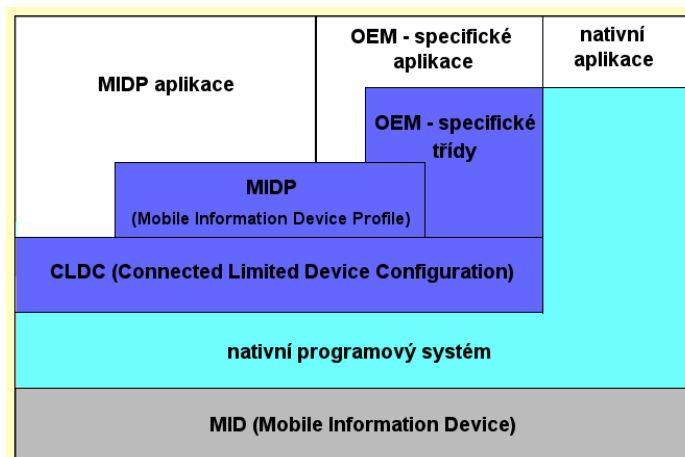 MIDP aplikace
OEM - specifické
aplikace
nativní
aplikace
OEM - specifické
třídy
MIDP
(Mobile Information Device Profile)
CLDC (Connected Limited Device Configuration)
nativní programový systém
MID (Mobile Information Device)